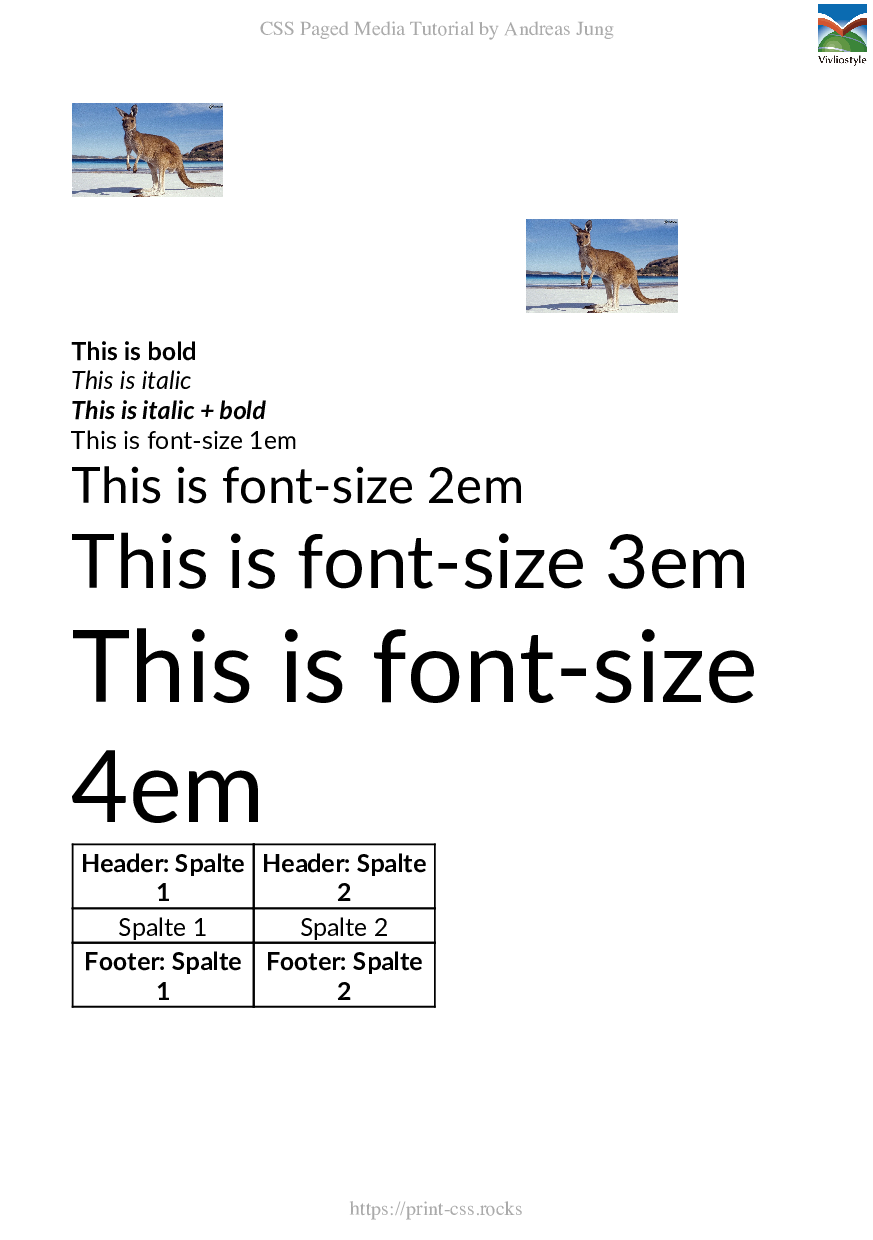 CSS Paged Media Tutorial by Andreas Jung
Vivliostyle
This is bold
This is italic
This is italic + bold
This is font-size 1em
This is font-size 2em
This is font-size 3em
This is font-size
4em
Header: Spalte Header: Spalte
1 2
Spalte 1 Spalte 2
Footer: Spalte Footer: Spalte
1 2
https://print-css.rocks